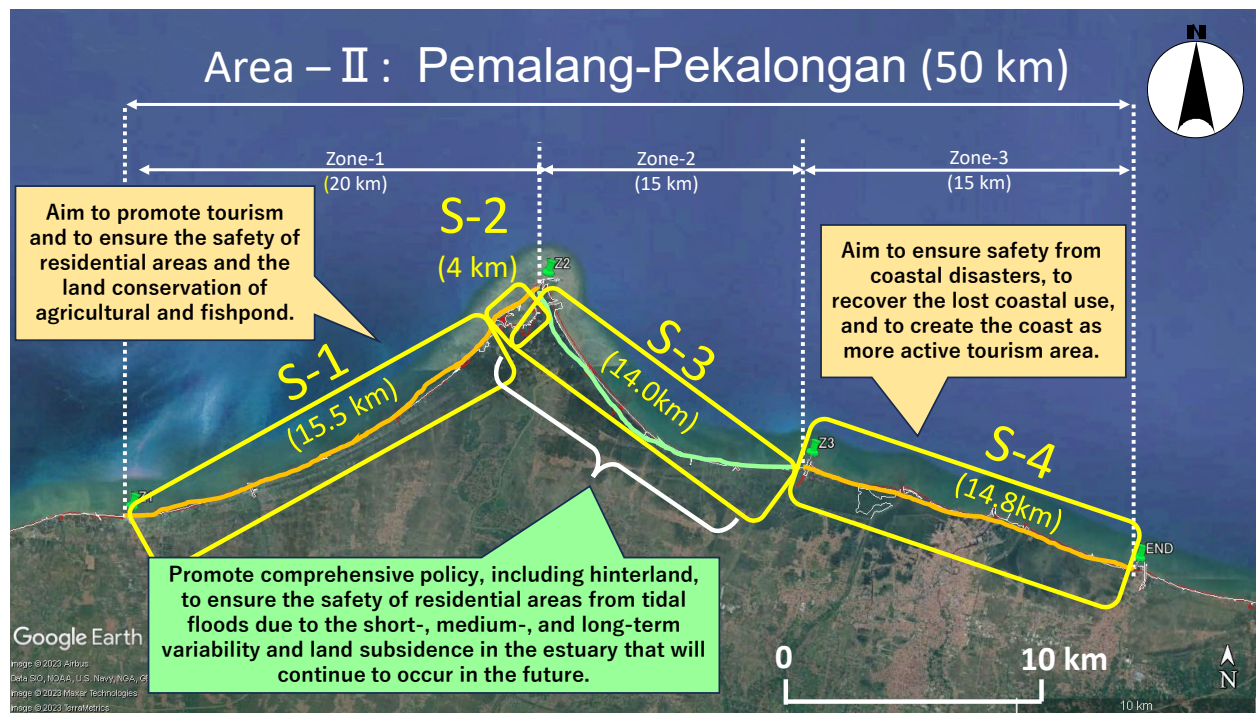 Area – Ⅱ : Pemalang-Pekalongan (50 km)
N
Zone-1
(20 km)
Zone-2
(15 km)
Zone-3
(15 km)
Aim to promote tourism
and to ensure the safety of
residential areas and the
land conservation of
agricultural and fishpond.
S-2
(4 km)
Z2
Aim to ensure safety from
coastal disasters, to
recover the lost coastal use,
and to create the coast as
more active tourism area.
S-1
(15.5 km)
S-3
(14.0km)
Z3
S-4
(14.8km)
END
Promote comprehensive policy, including hinterland,
to ensure the safety of residential areas from tidal
floods due to the short-, medium-, and long-term
variability and land subsidence in the estuary that will
continue to occur in the future.
Google Earth
Image © 2023 Airbus
Data SIO, NOAA, U.S. Navy, NGA,
Image © 2023 Maxar Technologies
Image © 2023 TerraMetrics
0
10 km
N
10 km